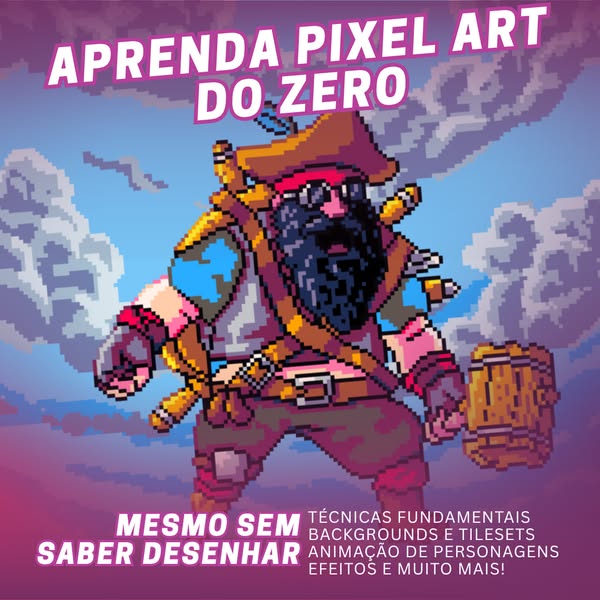 APRENDA PIXEL ART
DO ZERO
MESMO SEM
SABER DESENHAR
TÉCNICAS FUNDAMENTAIS
BACKGROUNDS E TILESETS
ANIMAÇÃO DE PERSONAGENS
EFEITOS E MUITO MAIS!